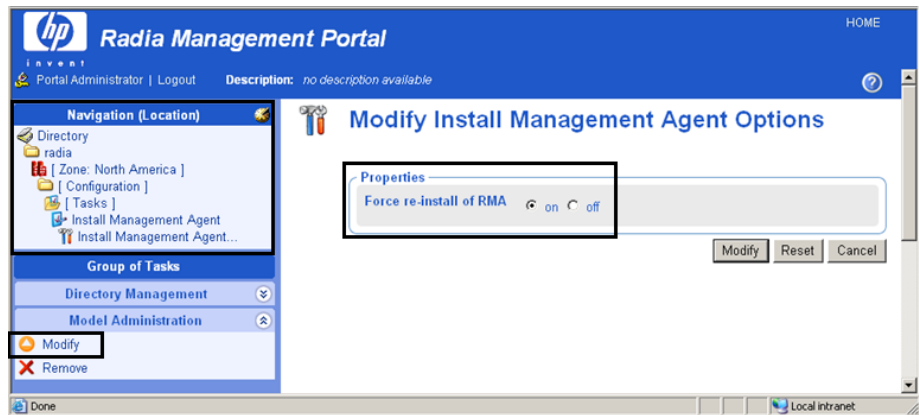 HOME
hp
invent
Radia Management Portal
Portal Administrator | Logout Description: no description available
?
Navigation (Location)
Directory
radia
[ Zone: North America ]
[ Configuration ]
[ Tasks ]
Install Management Agent
Install Management Agent...
Group of Tasks
Directory Management
Model Administration
Modify
Remove
Modify Install Management Agent Options
Properties
Force re-install of RMA on off
Modify Reset Cancel
Done
Local intranet